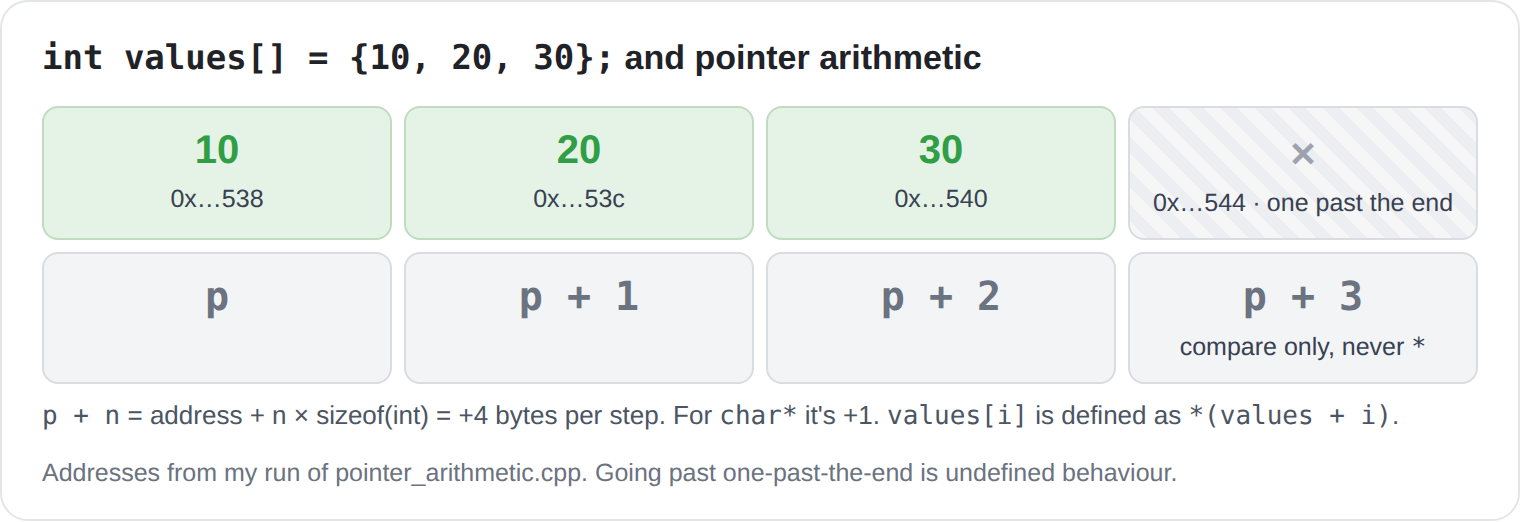 int values[] = {10, 20, 30}; and pointer arithmetic
10
0x…538
20
0x…53c
30
0x…540
×
0x…544 · one past the end
p
p + 1
p + 2
p + 3
compare only, never *
p + n = address + n × sizeof(int) = +4 bytes per step. For char* it's +1. values[i] is defined as *(values + i).
Addresses from my run of pointer_arithmetic.cpp. Going past one-past-the-end is undefined behaviour.